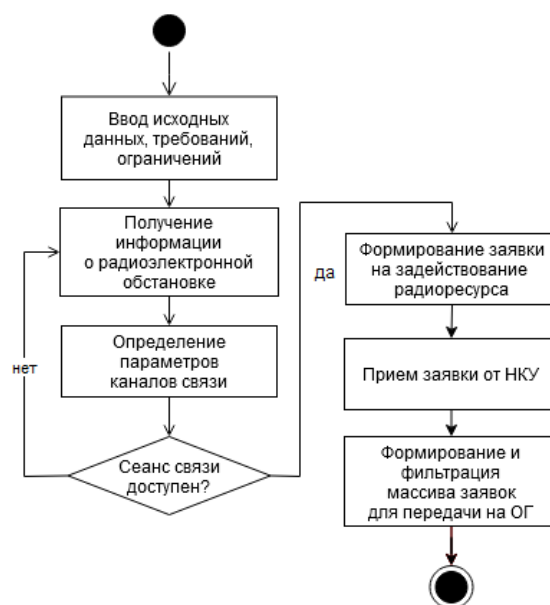 Ввод исходных
данных, требований,
ограничений
Получение
информации
о радиоэлектронной
обстановке
Определение
параметров
каналов связи
нет
Сеанс связи
доступен?
да
Формирование заявки
на задействование
радиоресурса
Прием заявки от НКУ
Формирование и
фильтрация
массива заявок
для передачи на ОГ